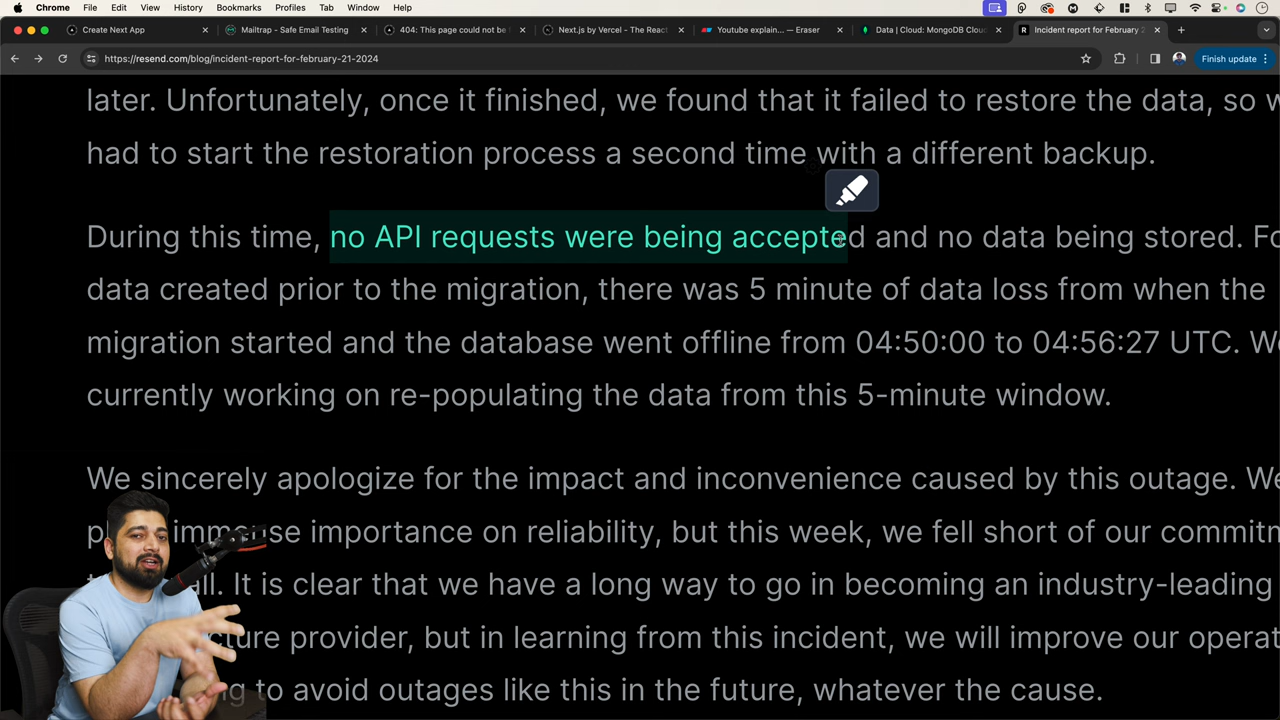 Chrome File Edit View History Bookmarks Profiles Tab Window Help
Create Next App
Mailtrap - Safe Email Testing
404: This page could not be
Next.js by Vercel - The React
Youtube explain... — Eraser
Data | Cloud: MongoDB Cloud
Incident report for February 2
https://resend.com/blog/incident-report-for-february-21-2024
Finish update
later. Unfortunately, once it finished, we found that it failed to restore the data, so w
had to start the restoration process a second time with a different backup.
During this time, no API requests were being accepted and no data being stored. Fo
data created prior to the migration, there was 5 minute of data loss from when the
migration started and the database went offline from 04:50:00 to 04:56:27 UTC. We
currently working on re-populating the data from this 5-minute window.
We sincerely apologize for the impact and inconvenience caused by this outage. We
importance on reliability, but this week, we fell short of our commitm
all. It is clear that we have a long way to go in becoming an industry-leading
cture provider, but in learning from this incident, we will improve our operat
to avoid outages like this in the future, whatever the cause.